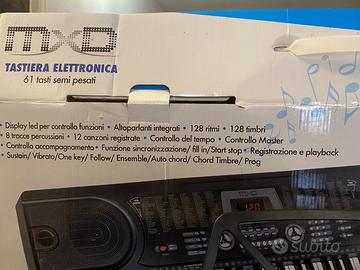 MXD
TASTIERA ELETTRONICA
61 tasti semi pesati
• Display led per controllo funzioni • Altoparlanti integrati • 128 ritmi • 128 timbri
• 8 tracce percussioni • 12 canzoni registrate • Controllo del tempo • Controllo Master
• Controllo accompagnamento • Funzione sincronizzazione/ fill in/Start stop • Registrazione e playback
• Sustain/ Vibrato/One key/ Follow/ Ensemble/Auto chord/ Chord Timbre/ Prog
120
subito